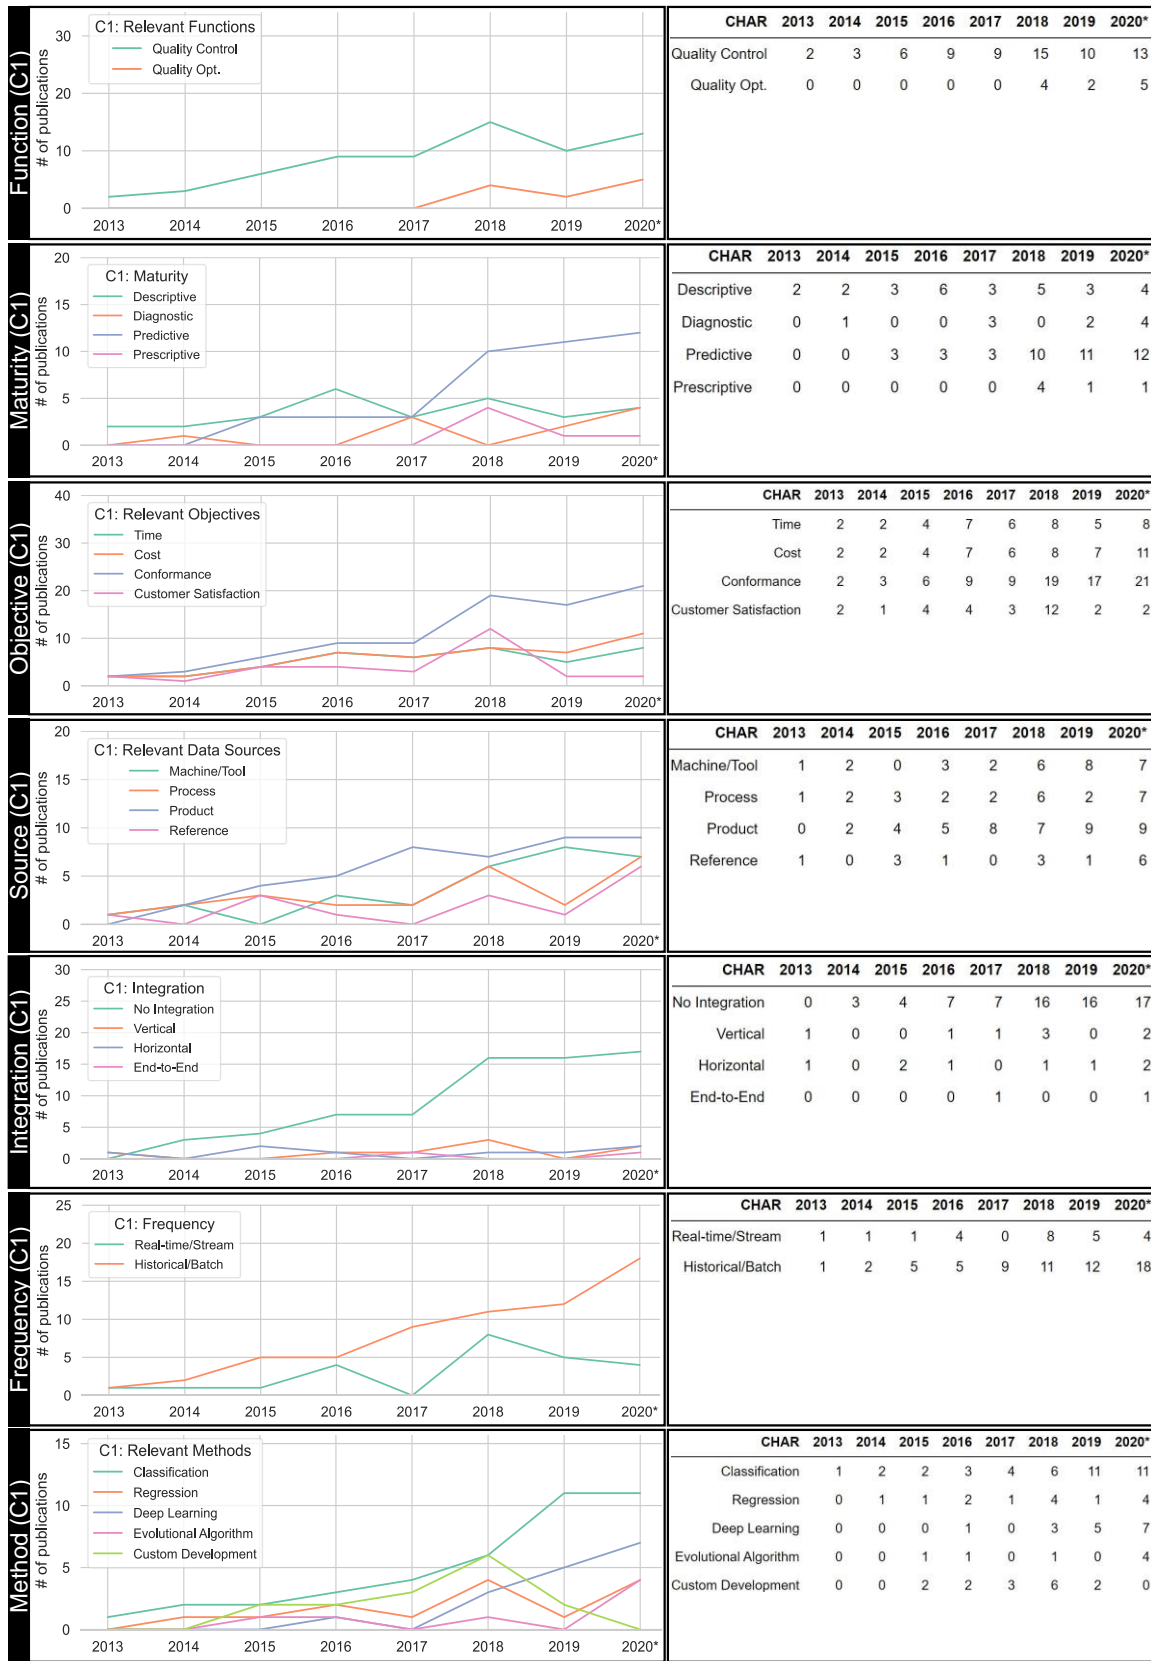 Function (C1)
# of publications
C1: Relevant Functions
Quality Control
Quality Opt.
30
20
10
0
2013 2014 2015 2016 2017 2018 2019 2020*
CHAR 2013 2014 2015 2016 2017 2018 2019 2020*
Quality Control 2 3 6 9 9 15 10 13
Quality Opt. 0 0 0 0 0 4 2 5
Maturity (C1)
# of publications
C1: Maturity
Descriptive
Diagnostic
Predictive
Prescriptive
20
15
10
5
0
2013 2014 2015 2016 2017 2018 2019 2020*
CHAR 2013 2014 2015 2016 2017 2018 2019 2020*
Descriptive 2 2 3 6 3 5 3 4
Diagnostic 0 1 0 0 3 0 2 4
Predictive 0 0 3 3 3 10 11 12
Prescriptive 0 0 0 0 0 4 1 1
Objective (C1)
# of publications
C1: Relevant Objectives
Time
Cost
Conformance
Customer Satisfaction
40
30
20
10
0
2013 2014 2015 2016 2017 2018 2019 2020*
CHAR 2013 2014 2015 2016 2017 2018 2019 2020*
Time 2 2 4 7 6 8 5 8
Cost 2 2 4 7 6 8 7 11
Conformance 2 3 6 9 9 19 17 21
Customer Satisfaction 2 1 4 4 3 12 2 2
Source (C1)
# of publications
C1: Relevant Data Sources
Machine/Tool
Process
Product
Reference
20
15
10
5
0
2013 2014 2015 2016 2017 2018 2019 2020*
CHAR 2013 2014 2015 2016 2017 2018 2019 2020*
Machine/Tool 1 2 0 3 2 6 8 7
Process 1 2 3 2 2 6 2 7
Product 0 2 4 5 8 7 9 9
Reference 1 0 3 1 0 3 1 6
Integration (C1)
# of publications
C1: Integration
No Integration
Vertical
Horizontal
End-to-End
30
25
20
15
10
5
0
2013 2014 2015 2016 2017 2018 2019 2020*
CHAR 2013 2014 2015 2016 2017 2018 2019 2020*
No Integration 0 3 4 7 7 16 16 17
Vertical 1 0 0 1 1 3 0 2
Horizontal 1 0 2 1 0 1 1 2
End-to-End 0 0 0 0 1 0 0 1
Frequency (C1)
# of publications
C1: Frequency
Real-time/Stream
Historical/Batch
25
20
15
10
5
0
2013 2014 2015 2016 2017 2018 2019 2020*
CHAR 2013 2014 2015 2016 2017 2018 2019 2020*
Real-time/Stream 1 1 1 4 0 8 5 4
Historical/Batch 1 2 5 5 9 11 12 18
Method (C1)
# of publications
C1: Relevant Methods
Classification
Regression
Deep Learning
Evolutional Algorithm
Custom Development
15
10
5
0
2013 2014 2015 2016 2017 2018 2019 2020*
CHAR 2013 2014 2015 2016 2017 2018 2019 2020*
Classification 1 2 2 3 4 6 11 11
Regression 0 1 1 2 1 4 1 4
Deep Learning 0 0 0 1 0 3 5 7
Evolutional Algorithm 0 0 1 1 0 1 0 4
Custom Development 0 0 2 2 3 6 2 0